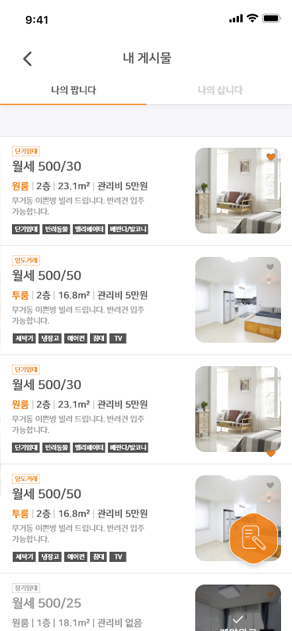 9:41
내 게시물
나의 팝니다
나의 삽니다
단기임대
월세 500/30
원룸 | 2층 | 23.1m² | 관리비 5만원
무거동 이쁜방 빌려 드립니다. 반려견 입주
가능합니다.
단기임대 반려동물 엘리베이터 베란다/발코니
양도거래
월세 500/50
투룸 | 2층 | 16.8m² | 관리비 5만원
무거동 이쁜방 빌려 드립니다. 반려견 입주
가능합니다.
세탁기 냉장고 에어컨 침대 TV
단기임대
월세 500/30
원룸 | 2층 | 23.1m² | 관리비 5만원
무거동 이쁜방 빌려 드립니다. 반려견 입주
가능합니다.
단기임대 반려동물 엘리베이터 베란다/발코니
양도거래
월세 500/50
투룸 | 2층 | 16.8m² | 관리비 5만원
무거동 이쁜방 빌려 드립니다. 반려견 입주
가능합니다.
세탁기 냉장고 에어컨 침대 TV
장기임대
월세 500/25
원룸 | 1층 | 18.1m² | 관리비 없음